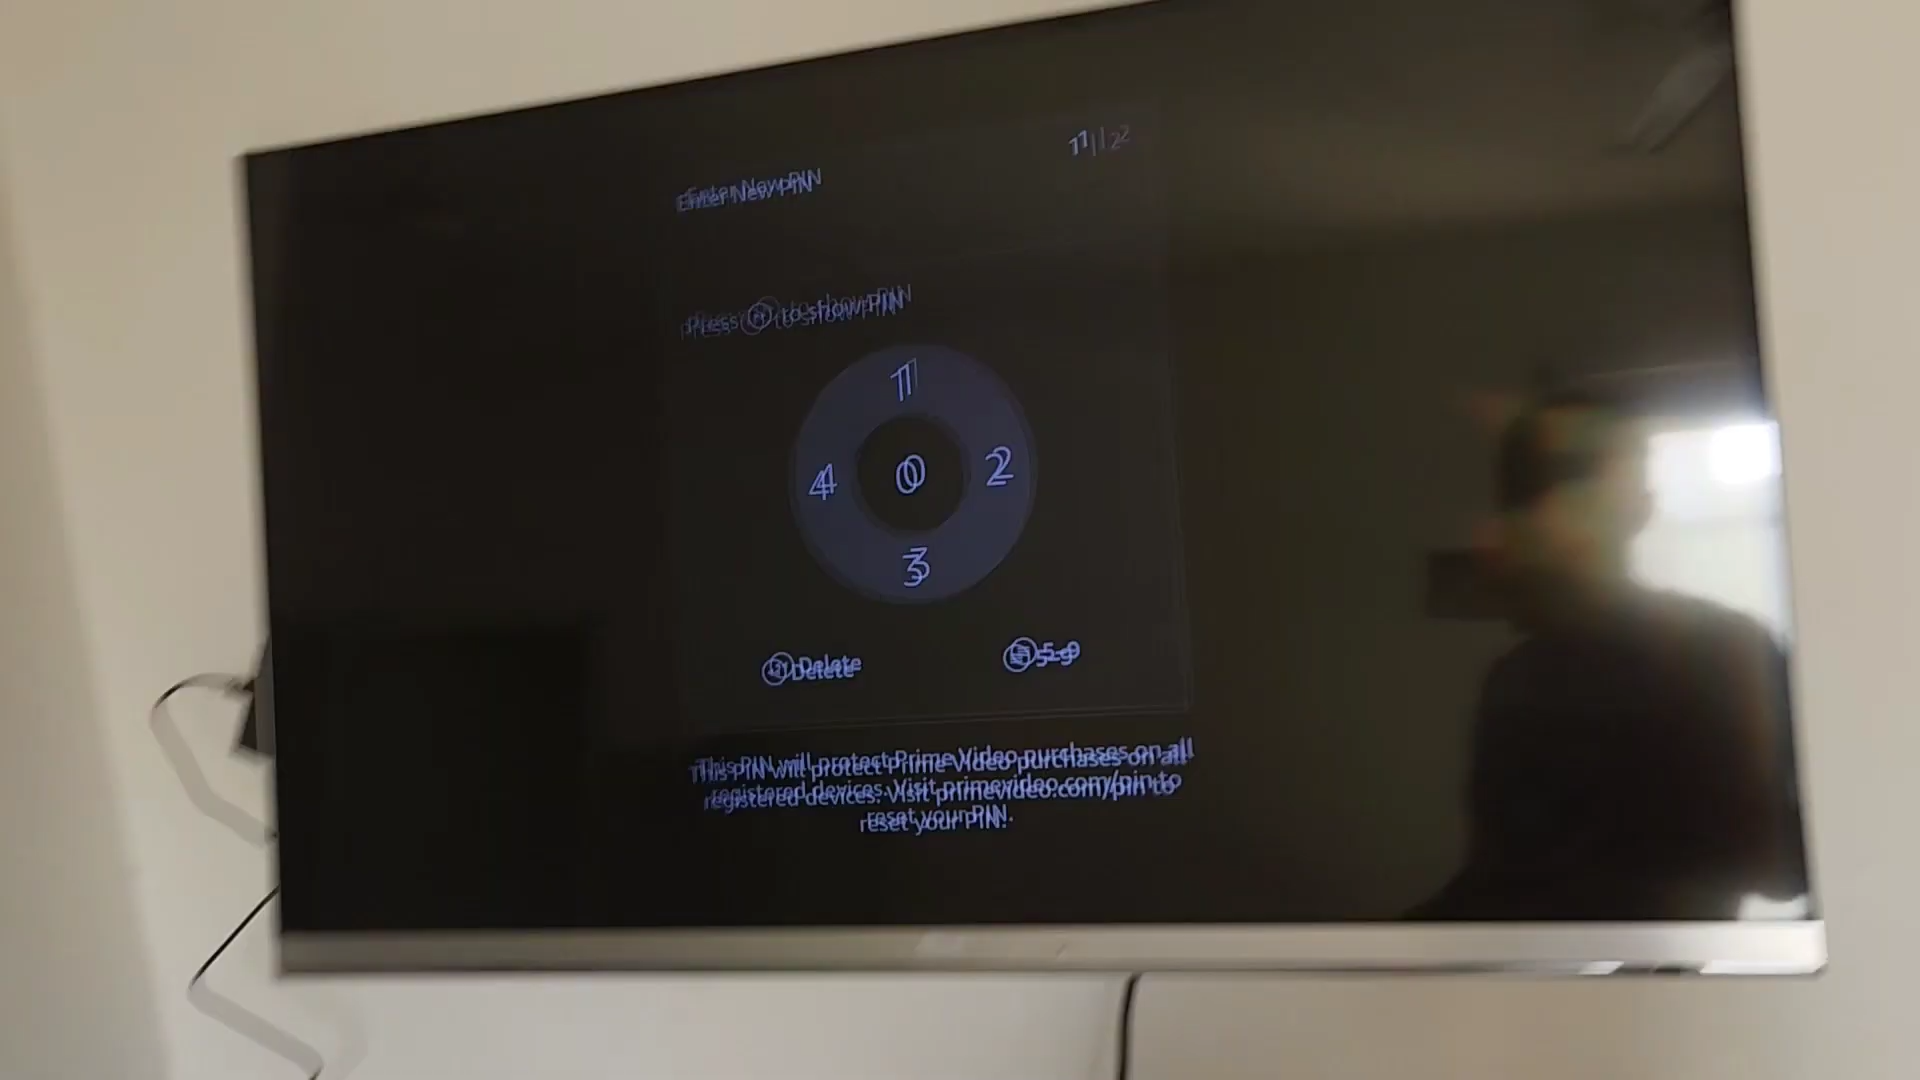 1 | 2
Enter New PIN
Press to show PIN
1
4 0 2
3
Delete 5-9
This PIN will protect Prime Video purchases on all
registered devices. Visit primevideo.com/pin to
reset your PIN.